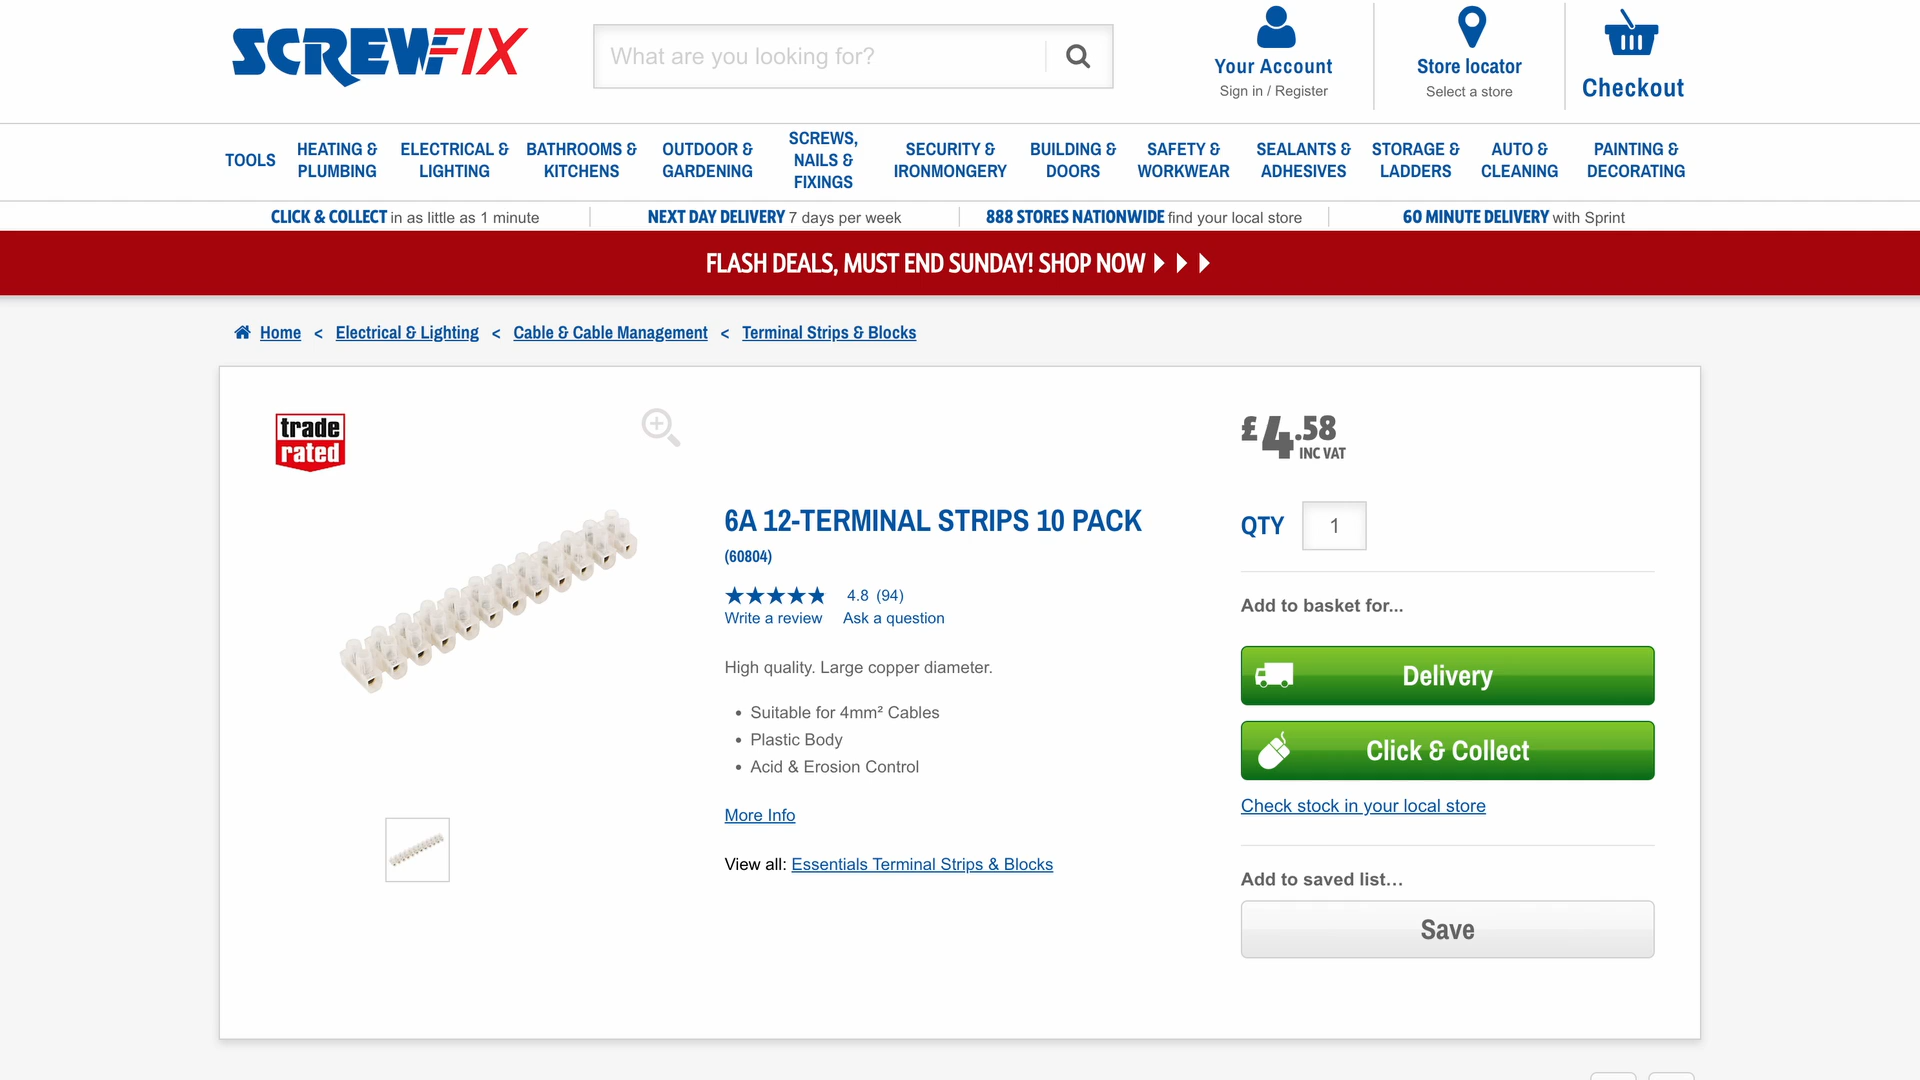 SCREWFIX
What are you looking for?
Your Account
Sign in / Register
Store locator
Select a store
Checkout
TOOLS
HEATING &
PLUMBING
ELECTRICAL &
LIGHTING
BATHROOMS &
KITCHENS
OUTDOOR &
GARDENING
SCREWS,
NAILS &
FIXINGS
SECURITY &
IRONMONGERY
BUILDING &
DOORS
SAFETY &
WORKWEAR
SEALANTS &
ADHESIVES
STORAGE &
LADDERS
AUTO &
CLEANING
PAINTING &
DECORATING
CLICK & COLLECT in as little as 1 minute
NEXT DAY DELIVERY 7 days per week
888 STORES NATIONWIDE find your local store
60 MINUTE DELIVERY with Sprint
FLASH DEALS, MUST END SUNDAY! SHOP NOW
Home < Electrical & Lighting < Cable & Cable Management < Terminal Strips & Blocks
trade
rated
6A 12-TERMINAL STRIPS 10 PACK
(60804)
4.8 (94)
Write a review Ask a question
High quality. Large copper diameter.
• Suitable for 4mm² Cables
• Plastic Body
• Acid & Erosion Control
More Info
View all: Essentials Terminal Strips & Blocks
£4.58
INC VAT
QTY 1
Add to basket for...
Delivery
Click & Collect
Check stock in your local store
Add to saved list…
Save